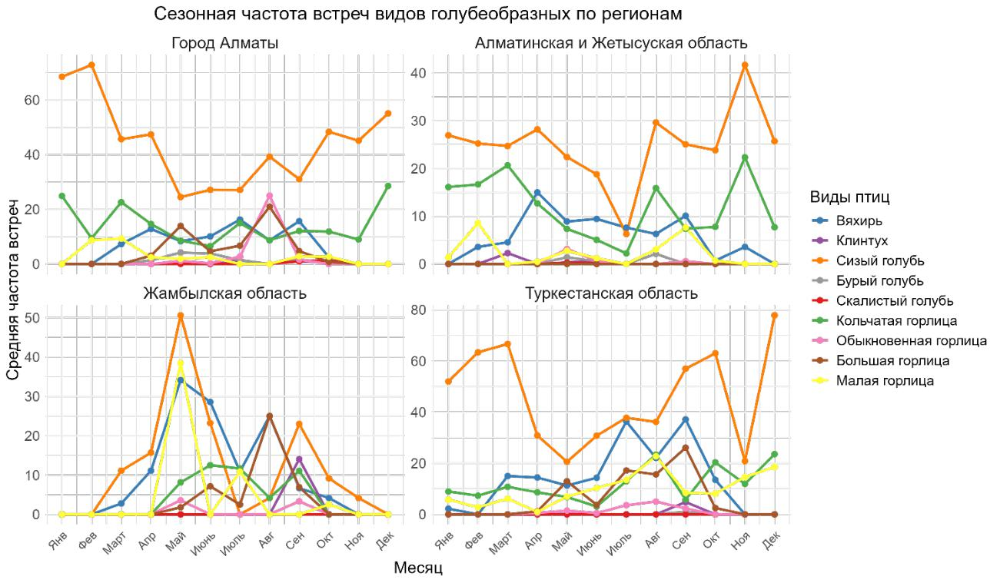 Сезонная частота встреч видов голубеобразных по регионам
Город Алматы
Алматинская и Жетысуская область
60
40
20
0
40
30
20
10
0
Жамбылская область
Туркестанская область
50
40
30
20
10
0
80
60
40
20
0
Средняя частота встреч
Янв Фев Март Апр Май Июнь Июль Авг Сен Окт Ноя Дек
Янв Фев Март Апр Май Июнь Июль Авг Сен Окт Ноя Дек
Месяц
Виды птиц
Вяхирь
Клинтух
Сизый голубь
Бурый голубь
Скалистый голубь
Кольчатая горлица
Обыкновенная горлица
Большая горлица
Малая горлица